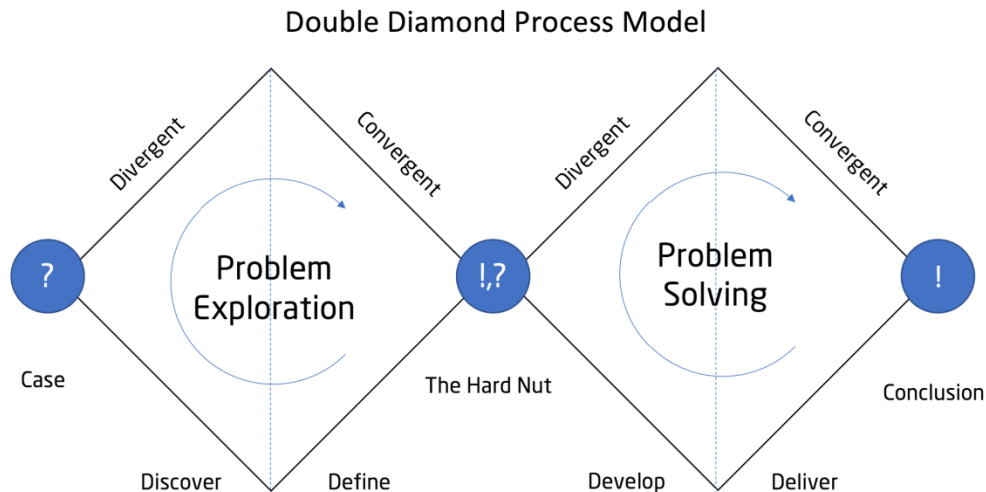 Double Diamond Process Model
Divergent
Convergent
Divergent
Convergent
?
Problem
Exploration
!,?
Problem
Solving
!
Case
The Hard Nut
Conclusion
Discover
Define
Develop
Deliver